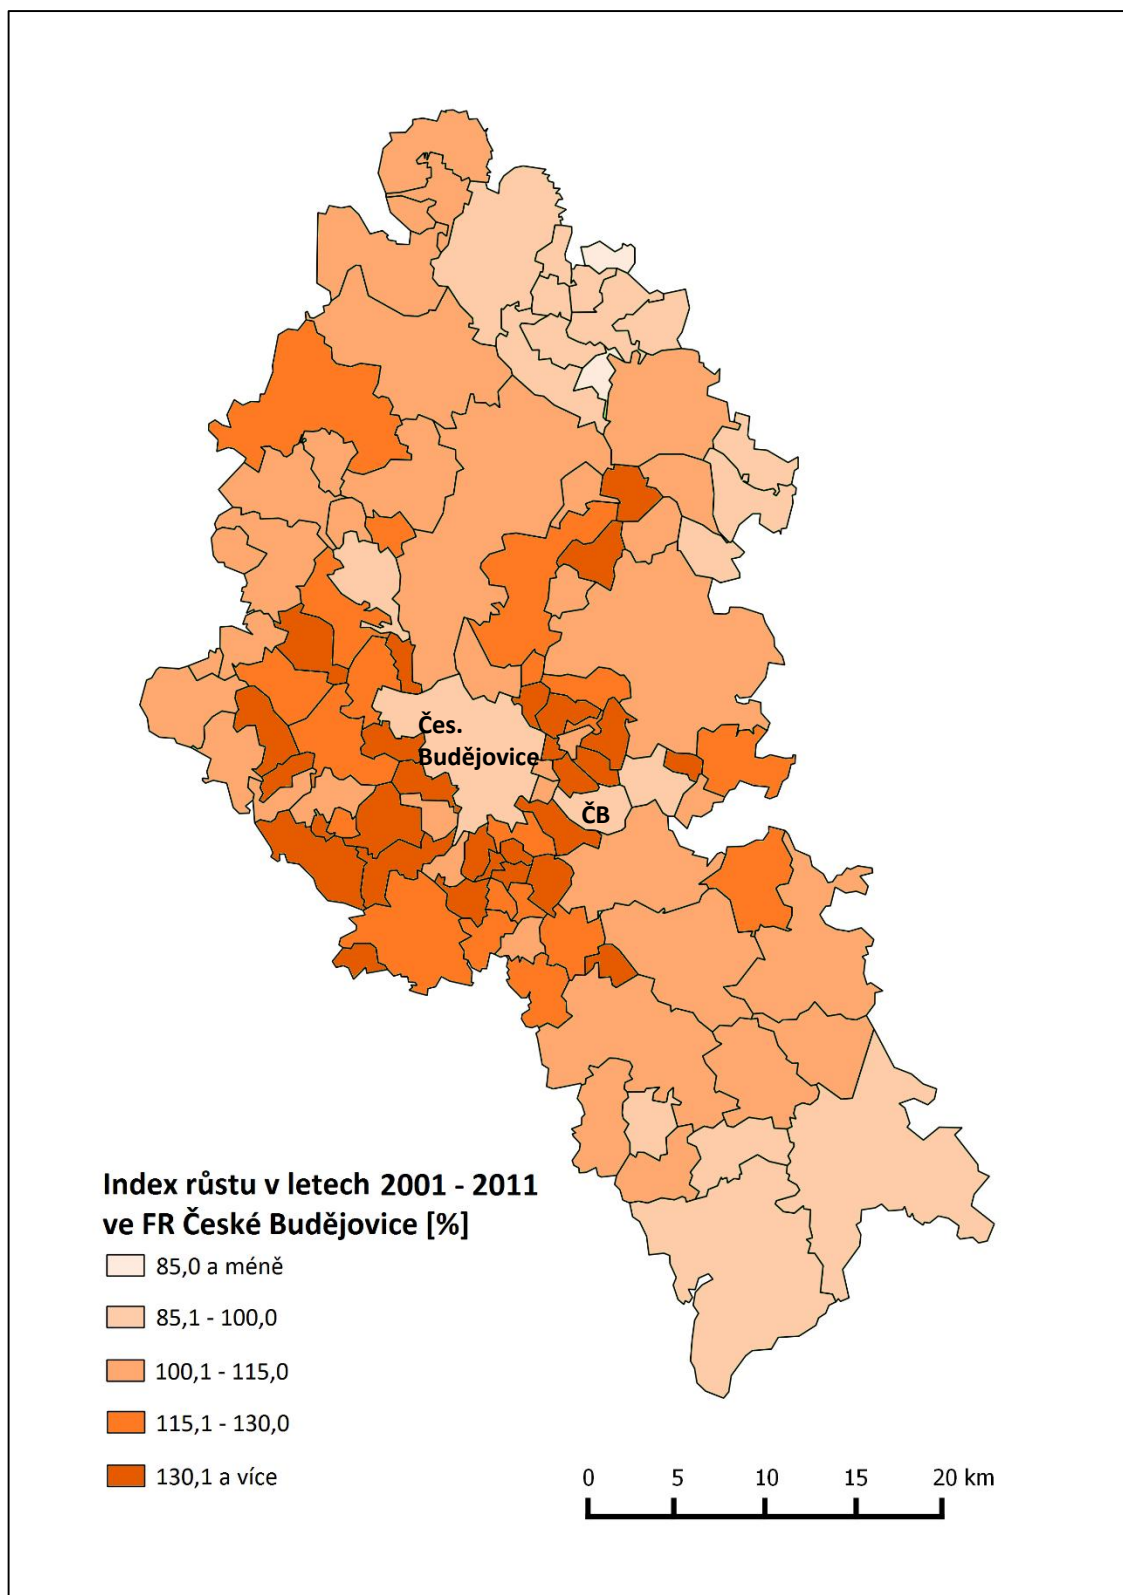 Čes.
Budějovice
ČB
Index růstu v letech 2001 - 2011
ve FR České Budějovice [%]
85,0 a méně
85,1 - 100,0
100,1 - 115,0
115,1 - 130,0
130,1 a více
0 5 10 15 20 km